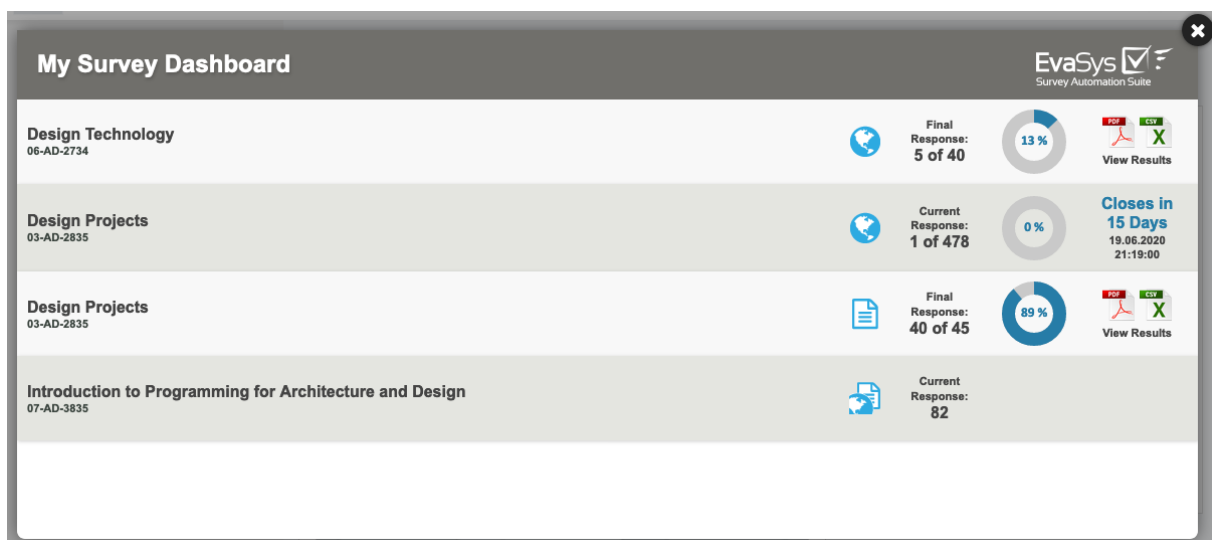 My Survey Dashboard
EvaSys
Survey Automation Suite
Design Technology
06-AD-2734
Final
Response:
5 of 40
13 %
PDF
CSV
X
View Results
Design Projects
03-AD-2835
Current
Response:
1 of 478
0 %
Closes in
15 Days
19.06.2020
21:19:00
Design Projects
03-AD-2835
Final
Response:
40 of 45
89 %
PDF
CSV
X
View Results
Introduction to Programming for Architecture and Design
07-AD-3835
Current
Response:
82